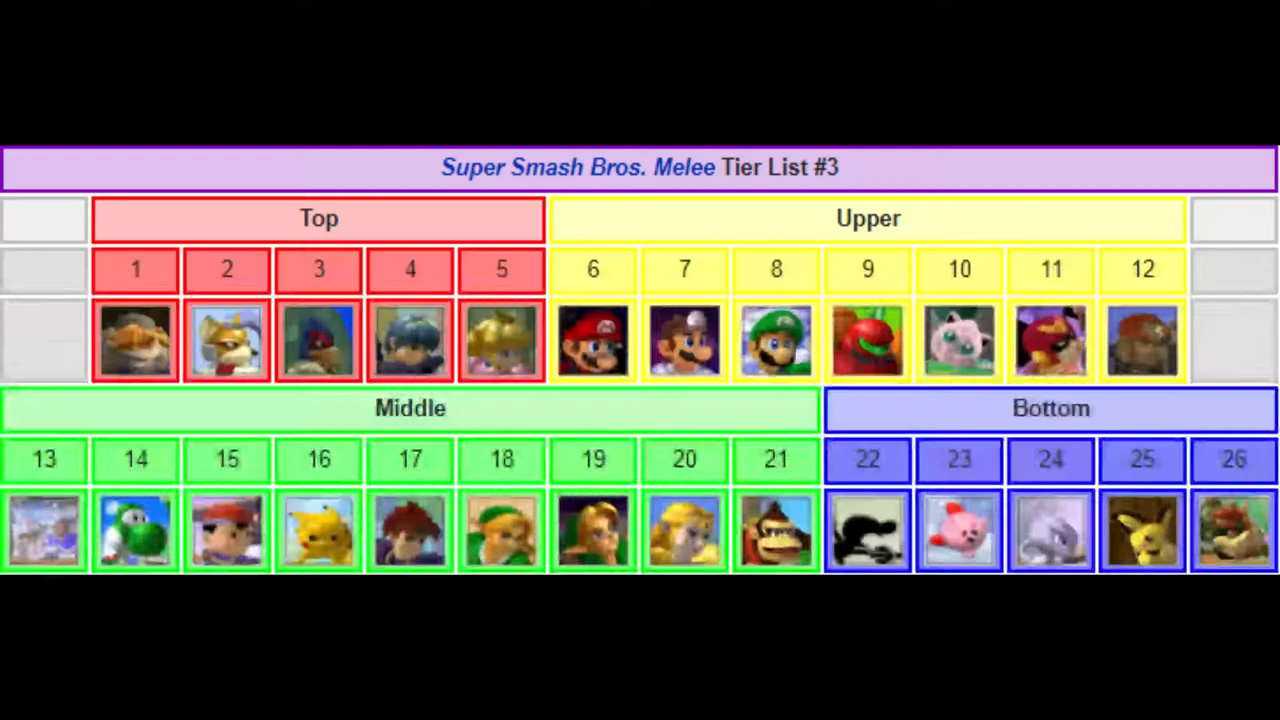 Super Smash Bros. Melee Tier List #3
Top Upper
1 2 3 4 5 6 7 8 9 10 11 12
Middle Bottom
13 14 15 16 17 18 19 20 21 22 23 24 25 26